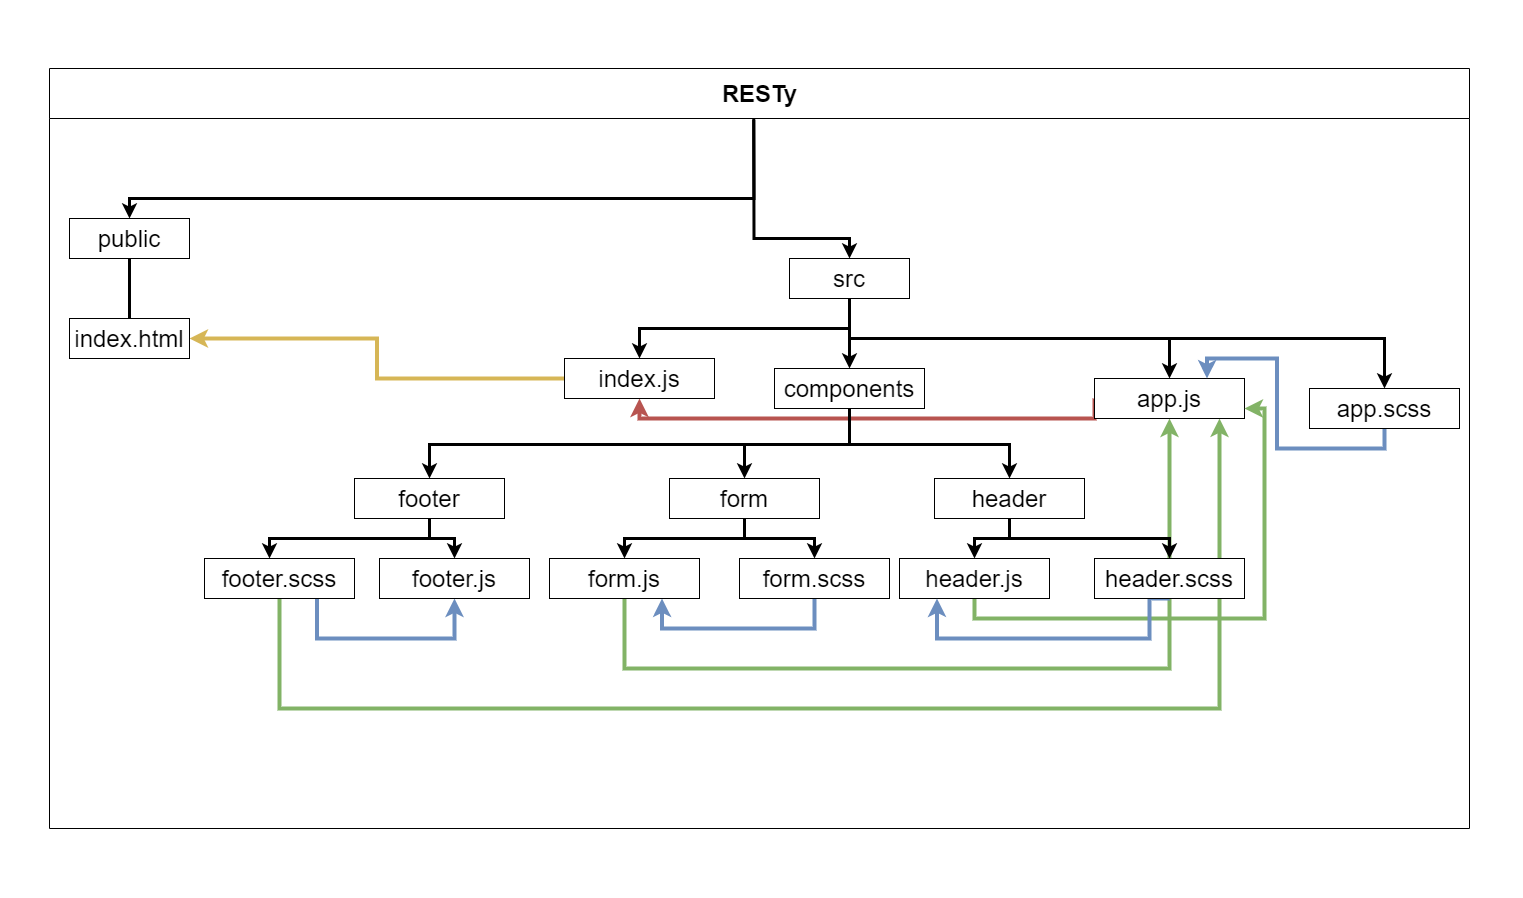 RESTy
public
src
index.html
index.js
components
app.js
app.scss
footer
form
header
footer.scss
footer.js
form.js
form.scss
header.js
header.scss